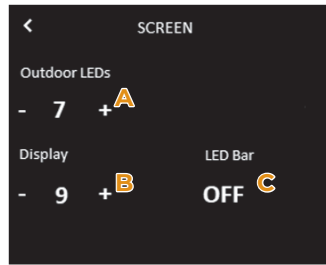 < SCREEN
Outdoor LEDs
- 7 + A
Display LED Bar
- 9 + B OFF C